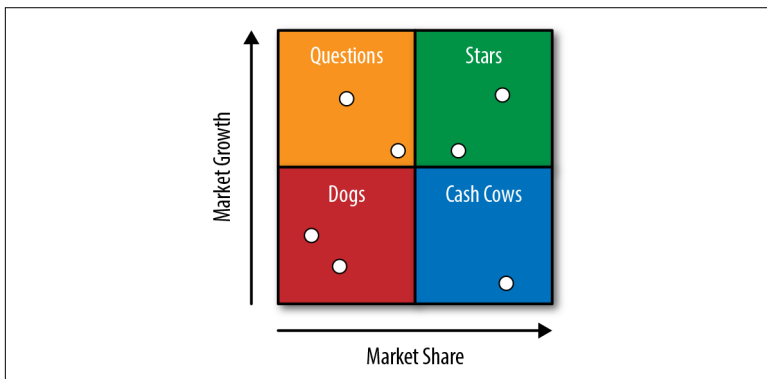 Questions
Stars
Market Growth
Dogs
Cash Cows
Market Share